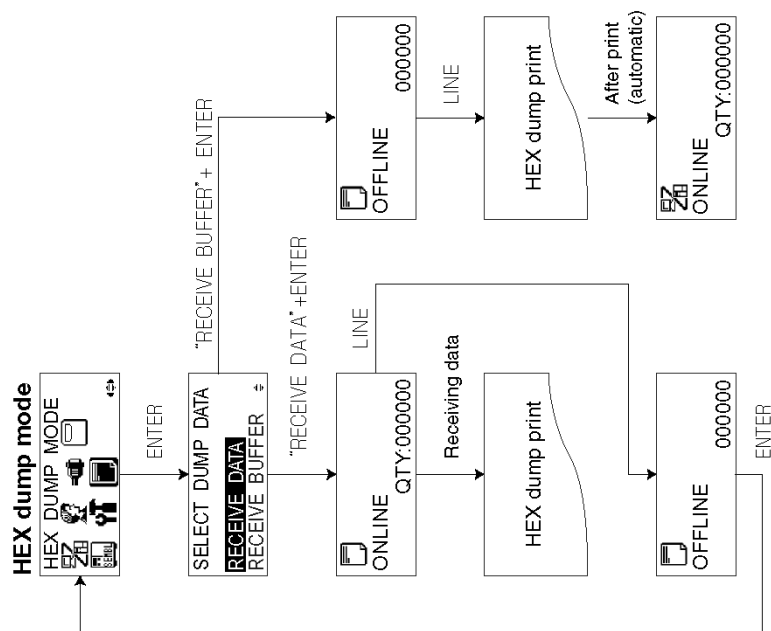 HEX dump mode
HEX DUMP MODE
ENTER
SELECT DUMP DATA
RECEIVE DATA
RECEIVE BUFFER
"RECEIVE BUFFER"+ ENTER
"RECEIVE DATA"+ENTER
ONLINE
QTY:000000
LINE
Receiving data
HEX dump print
OFFLINE
000000
ENTER
OFFLINE
000000
LINE
HEX dump print
After print
(automatic)
ONLINE
QTY:000000